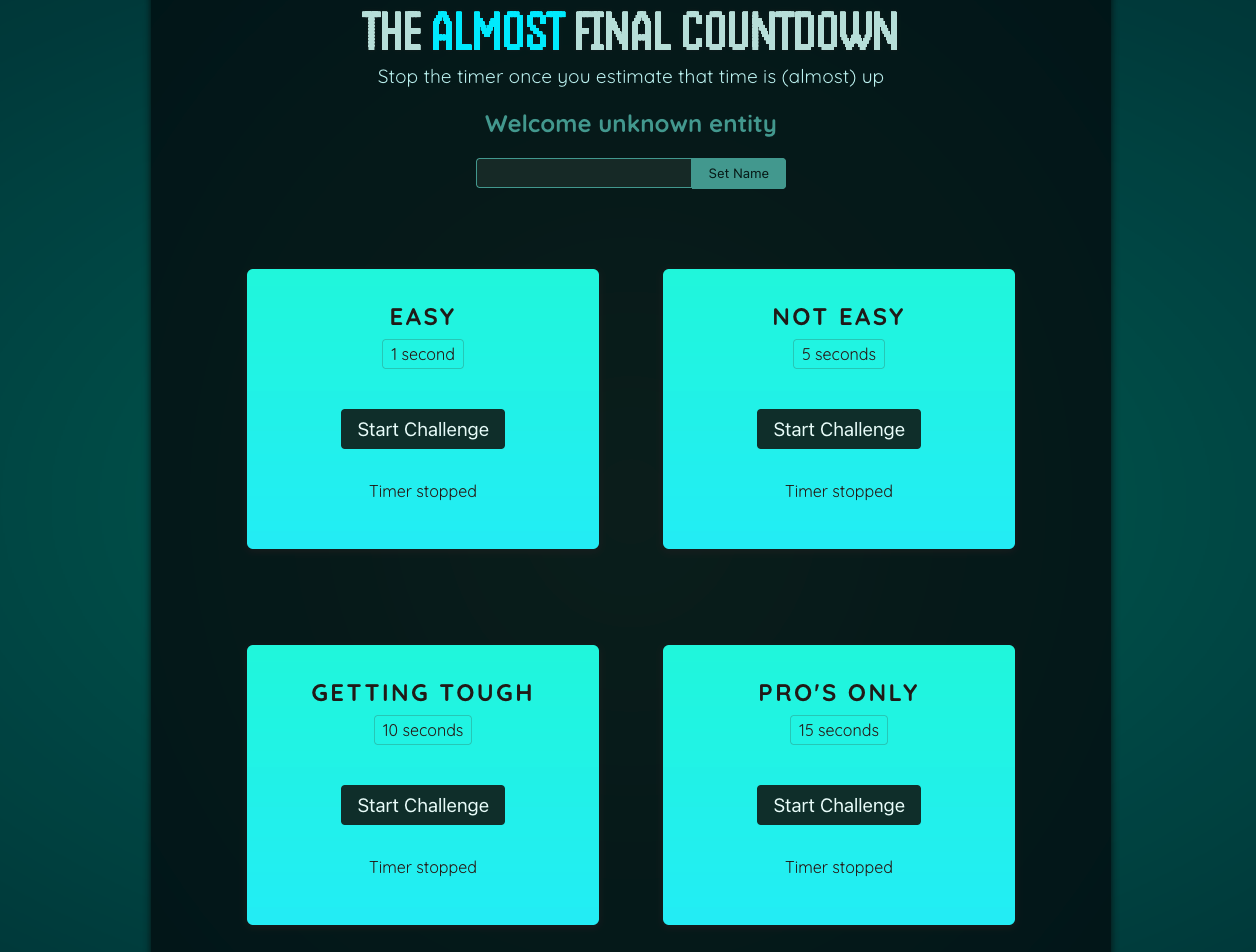 THE ALMOST FINAL COUNTDOWN
Stop the timer once you estimate that time is (almost) up
Welcome unknown entity
Set Name
EASY
1 second
Start Challenge
Timer stopped
NOT EASY
5 seconds
Start Challenge
Timer stopped
GETTING TOUGH
10 seconds
Start Challenge
Timer stopped
PRO'S ONLY
15 seconds
Start Challenge
Timer stopped